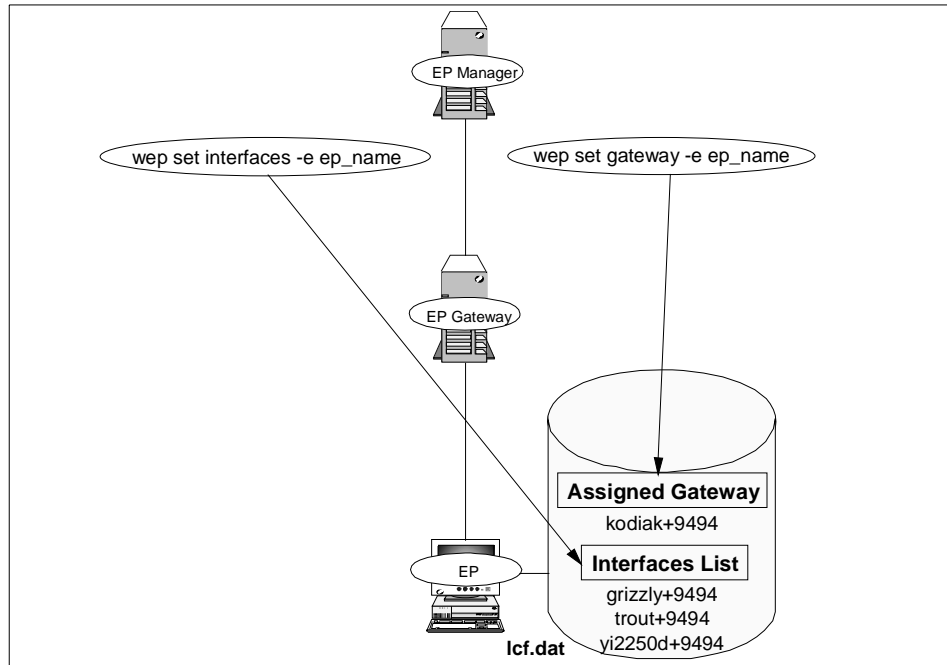 EP Manager
wep set interfaces -e ep_name
wep set gateway -e ep_name
EP Gateway
Assigned Gateway
kodiak+9494
Interfaces List
grizzly+9494
trout+9494
yi2250d+9494
EP
lcf.dat